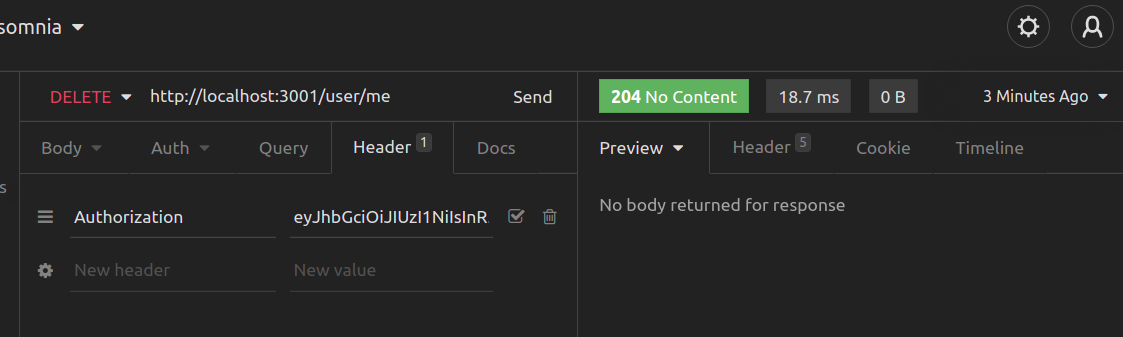 somnia
DELETE http://localhost:3001/user/me Send
204 No Content 18.7 ms 0 B 3 Minutes Ago
Body Auth Query Header 1 Docs
Preview Header 5 Cookie Timeline
s
Authorization eyJhbGciOiJIUzI1NiIsInR
No body returned for response
New header New value